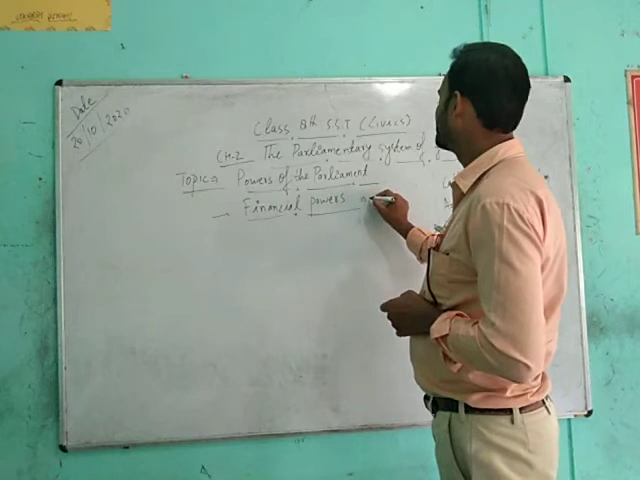 Date
20/10/2020
Class 8th S.S.T (Civics)
CH-2 The Parliamentary system of
Topic→ Powers of the Parliament
→ Financial powers →